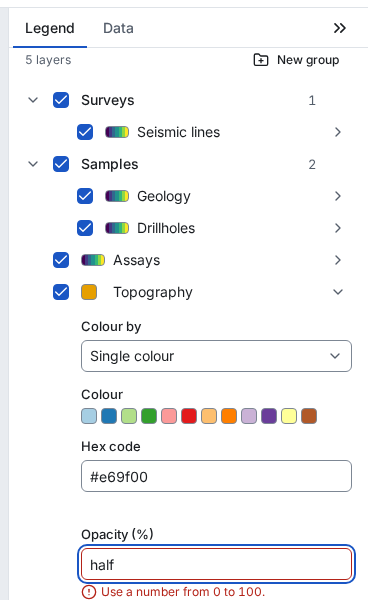 Legend Data
5 layers New group
Surveys 1
Seismic lines
Samples 2
Geology
Drillholes
Assays
Topography
Colour by
Single colour
Colour
Hex code
#e69f00
Opacity (%)
half
Use a number from 0 to 100.